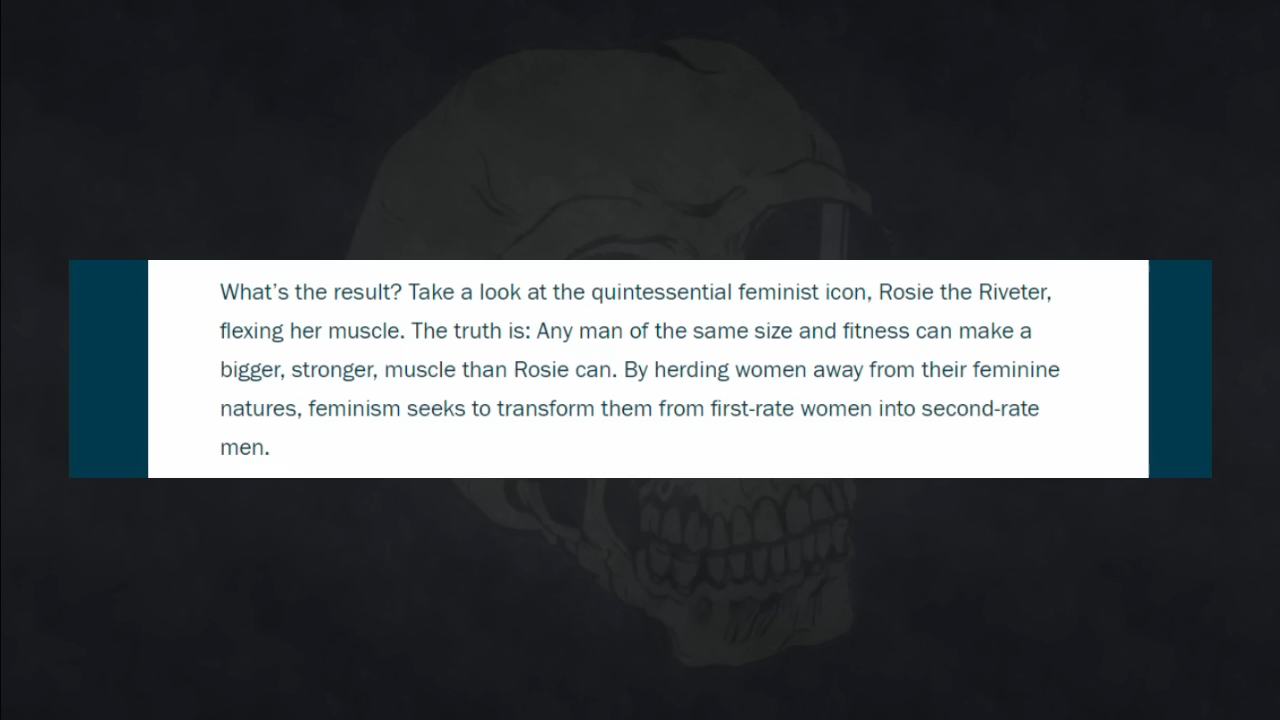 What’s the result? Take a look at the quintessential feminist icon, Rosie the Riveter,
flexing her muscle. The truth is: Any man of the same size and fitness can make a
bigger, stronger, muscle than Rosie can. By herding women away from their feminine
natures, feminism seeks to transform them from first-rate women into second-rate
men.